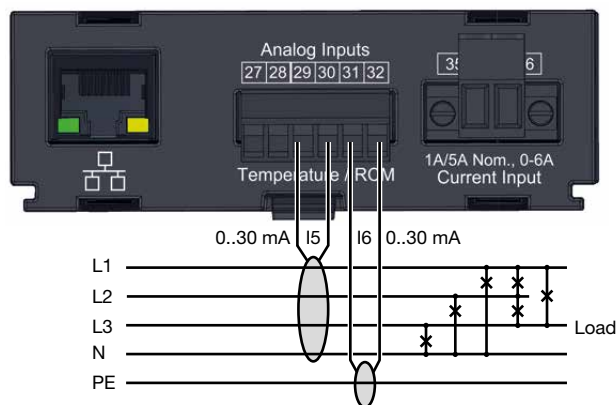 Analog Inputs
27 28 29 30 31 32
35 6
Temperature / RCM
1A/5A Nom., 0-6A
Current Input
0..30 mA I5 I6 0..30 mA
L1
L2
L3
Load
N
PE